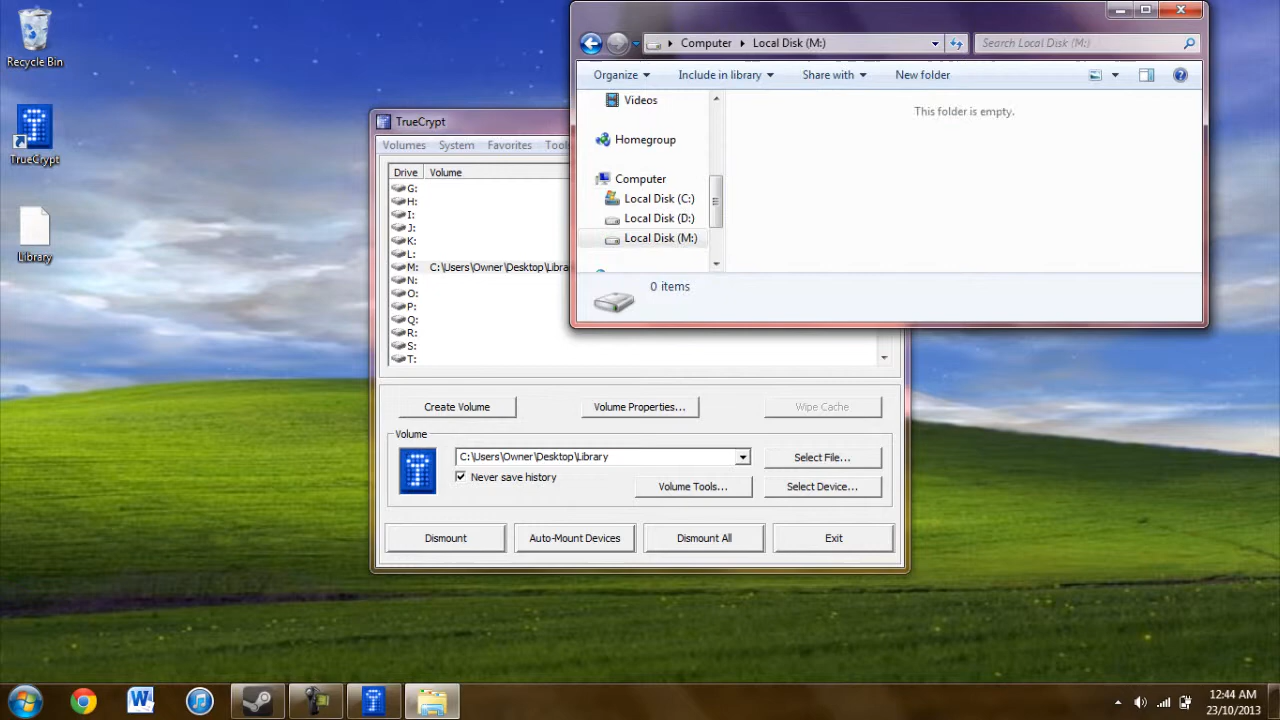 Recycle Bin
TrueCrypt
Library
Computer Local Disk (M:)
Search Local Disk (M:)
Organize Include in library Share with New folder
Videos
Homegroup
Computer
Local Disk (C:)
Local Disk (D:)
Local Disk (M:)
This folder is empty.
0 items
TrueCrypt
Volumes System Favorites Tools
Drive Volume
G:
H:
I:
J:
K:
L:
M: C:\Users\Owner\Desktop\Libra
N:
O:
P:
Q:
R:
S:
T:
Create Volume Volume Properties... Wipe Cache
Volume
C:\Users\Owner\Desktop\Library Select File...
Never save history Volume Tools... Select Device...
Dismount Auto-Mount Devices Dismount All Exit
12:44 AM
23/10/2013